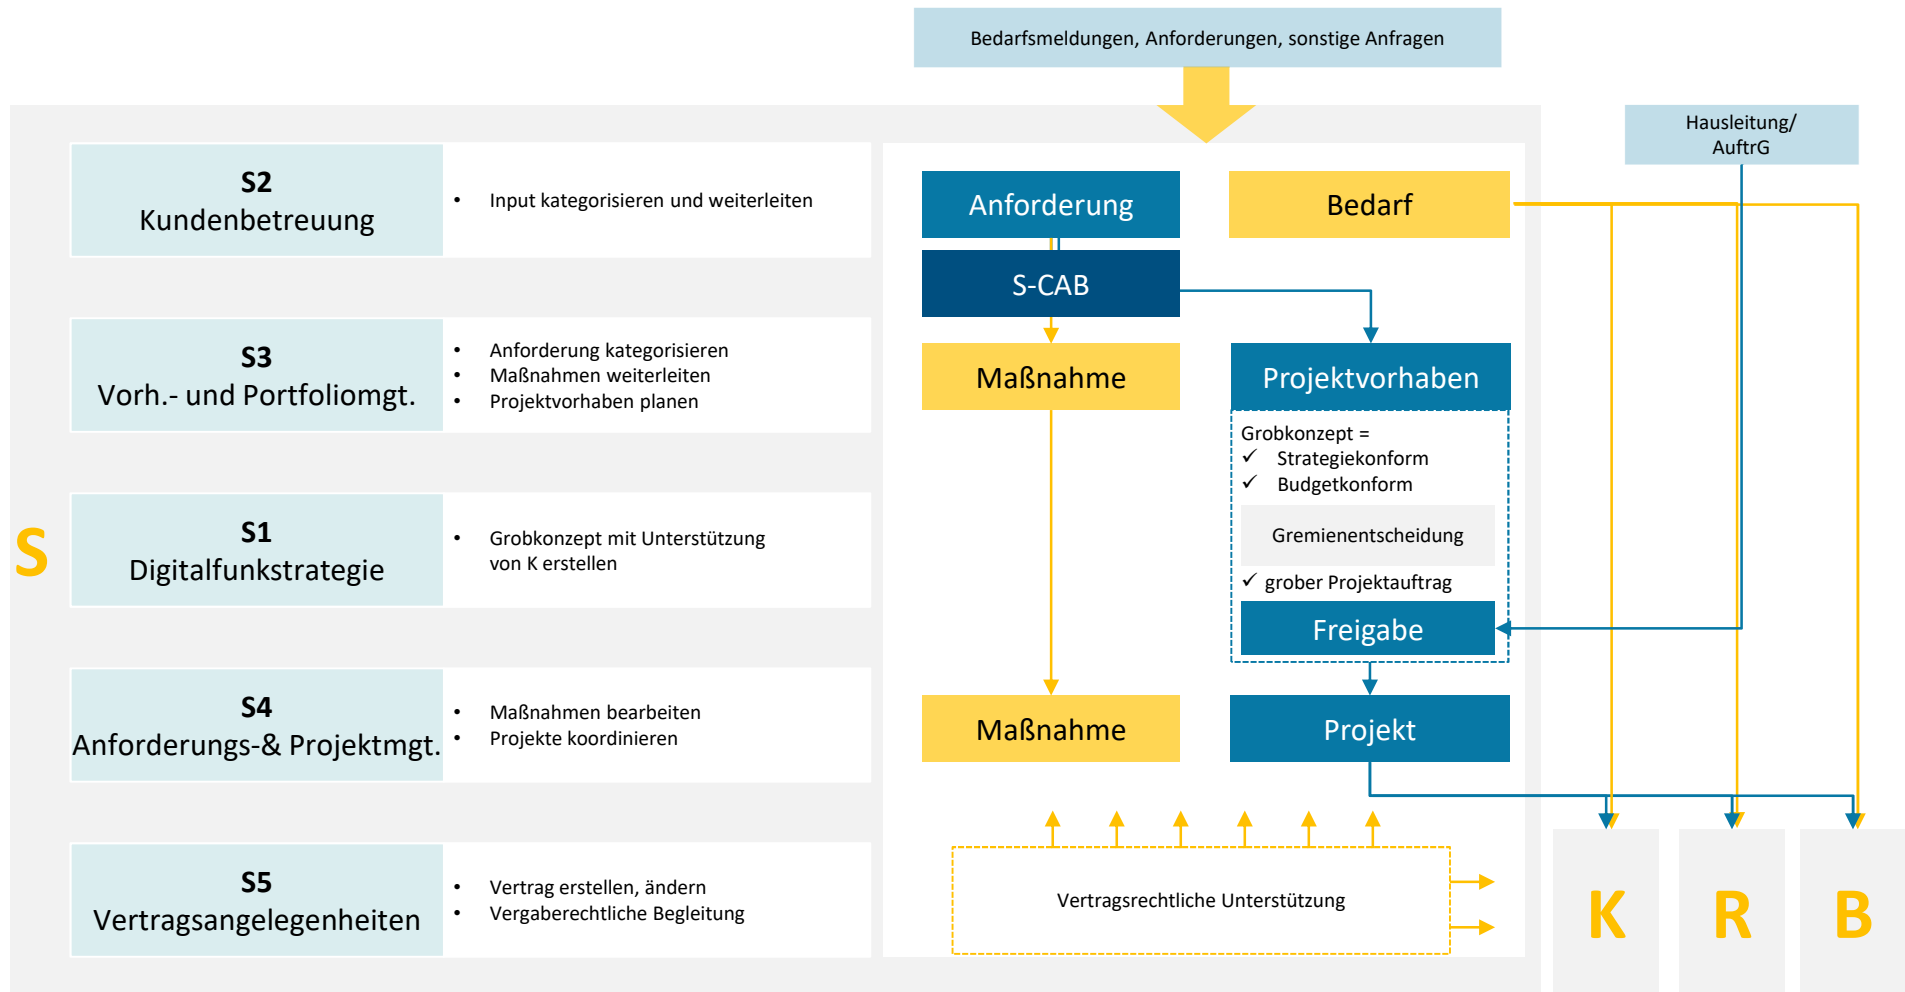 Bedarfsmeldungen, Anforderungen, sonstige Anfragen
Hausleitung/
AuftrG
S
S2
Kundenbetreuung
• Input kategorisieren und weiterleiten
Anforderung
Bedarf
S-CAB
S3
Vorh.- und Portfoliomgt.
• Anforderung kategorisieren
• Maßnahmen weiterleiten
• Projektvorhaben planen
Maßnahme
Projektvorhaben
Grobkonzept =
✓ Strategiekonform
✓ Budgetkonform
Gremienentscheidung
✓ grober Projektauftrag
Freigabe
S1
Digitalfunkstrategie
• Grobkonzept mit Unterstützung
von K erstellen
S4
Anforderungs-& Projektmgt.
• Maßnahmen bearbeiten
• Projekte koordinieren
Maßnahme
Projekt
S5
Vertragsangelegenheiten
• Vertrag erstellen, ändern
• Vergaberechtliche Begleitung
Vertragsrechtliche Unterstützung
K
R
B